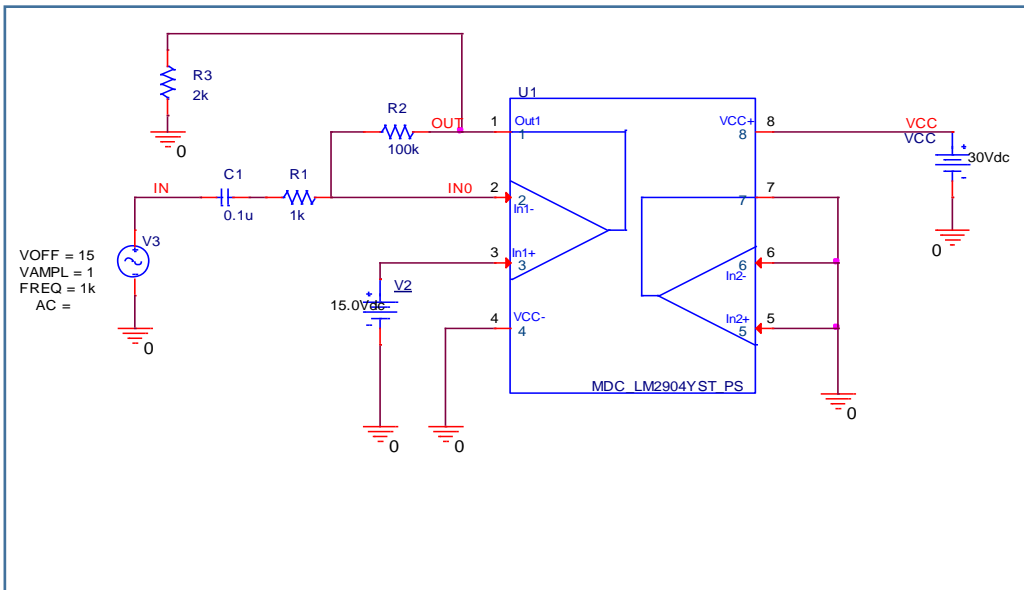 R3
2k
0
R2
100k
OUT
U1
1
Out1
1
VCC+
8
8
VCC
VCC
30Vdc
0
IN
C1
0.1u
R1
1k
IN0
2
2
In1-
7
7
V3
VOFF = 15
VAMPL = 1
FREQ = 1k
AC =
0
3
In1+
3
V2
15.0Vdc
0
4
VCC-
4
0
6
6
In2-
5
In2+
5
0
MDC_LM2904YST_PS